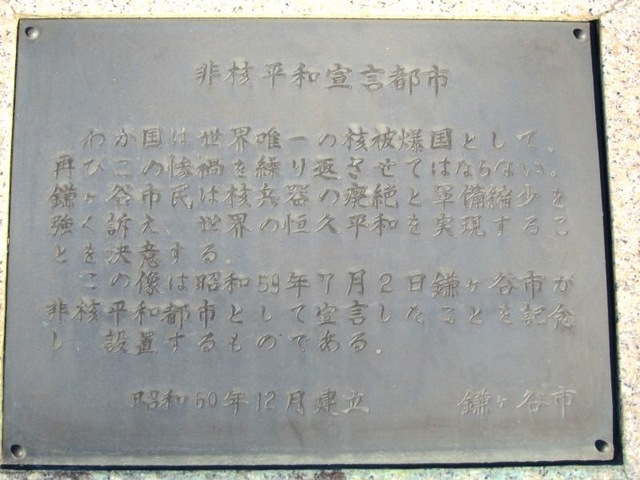 非核平和宣言都市
わが国は世界唯一の核被爆国として、
再びこの惨禍を繰り返させてはならない。
鎌ヶ谷市民は核兵器の廃絶と軍備縮少を
強く訴え世界の恒久平和を実現するこ
とを決意する。
この像は昭和59年7月2日鎌ヶ谷市が
非核平和都市として宣言したことを記念
し、設置するものである。
昭和60年12月建立 鎌ヶ谷市